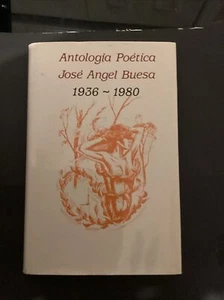 Antología Poética
José Angel Buesa
1936 ~ 1980